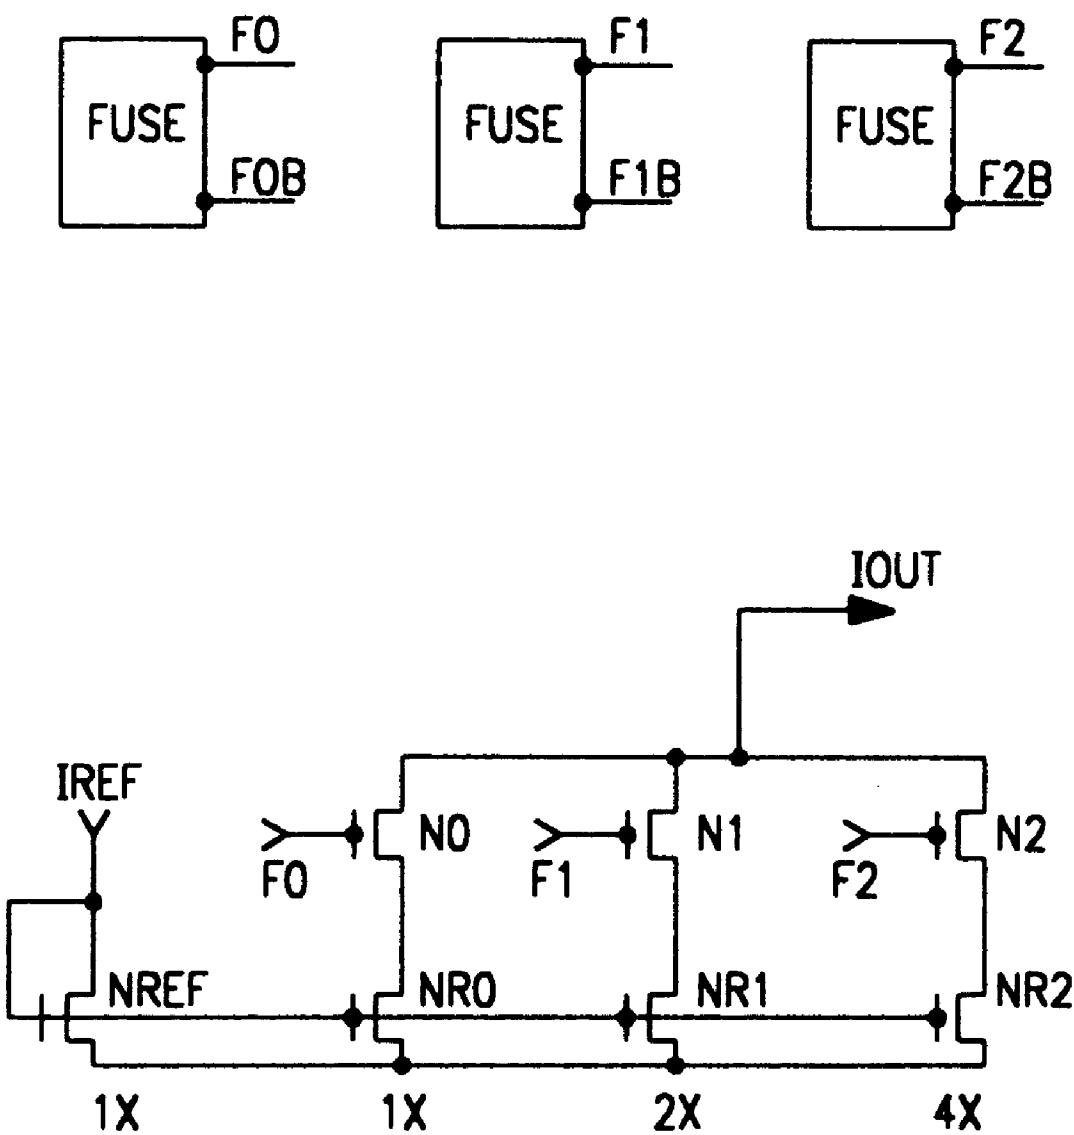 F0
F1
F2
FUSE
FUSE
FUSE
F0B
F1B
F2B
IOUT
IREF
N0
N1
N2
F0
F1
F2
NREF
NR0
NR1
NR2
1X
1X
2X
4X